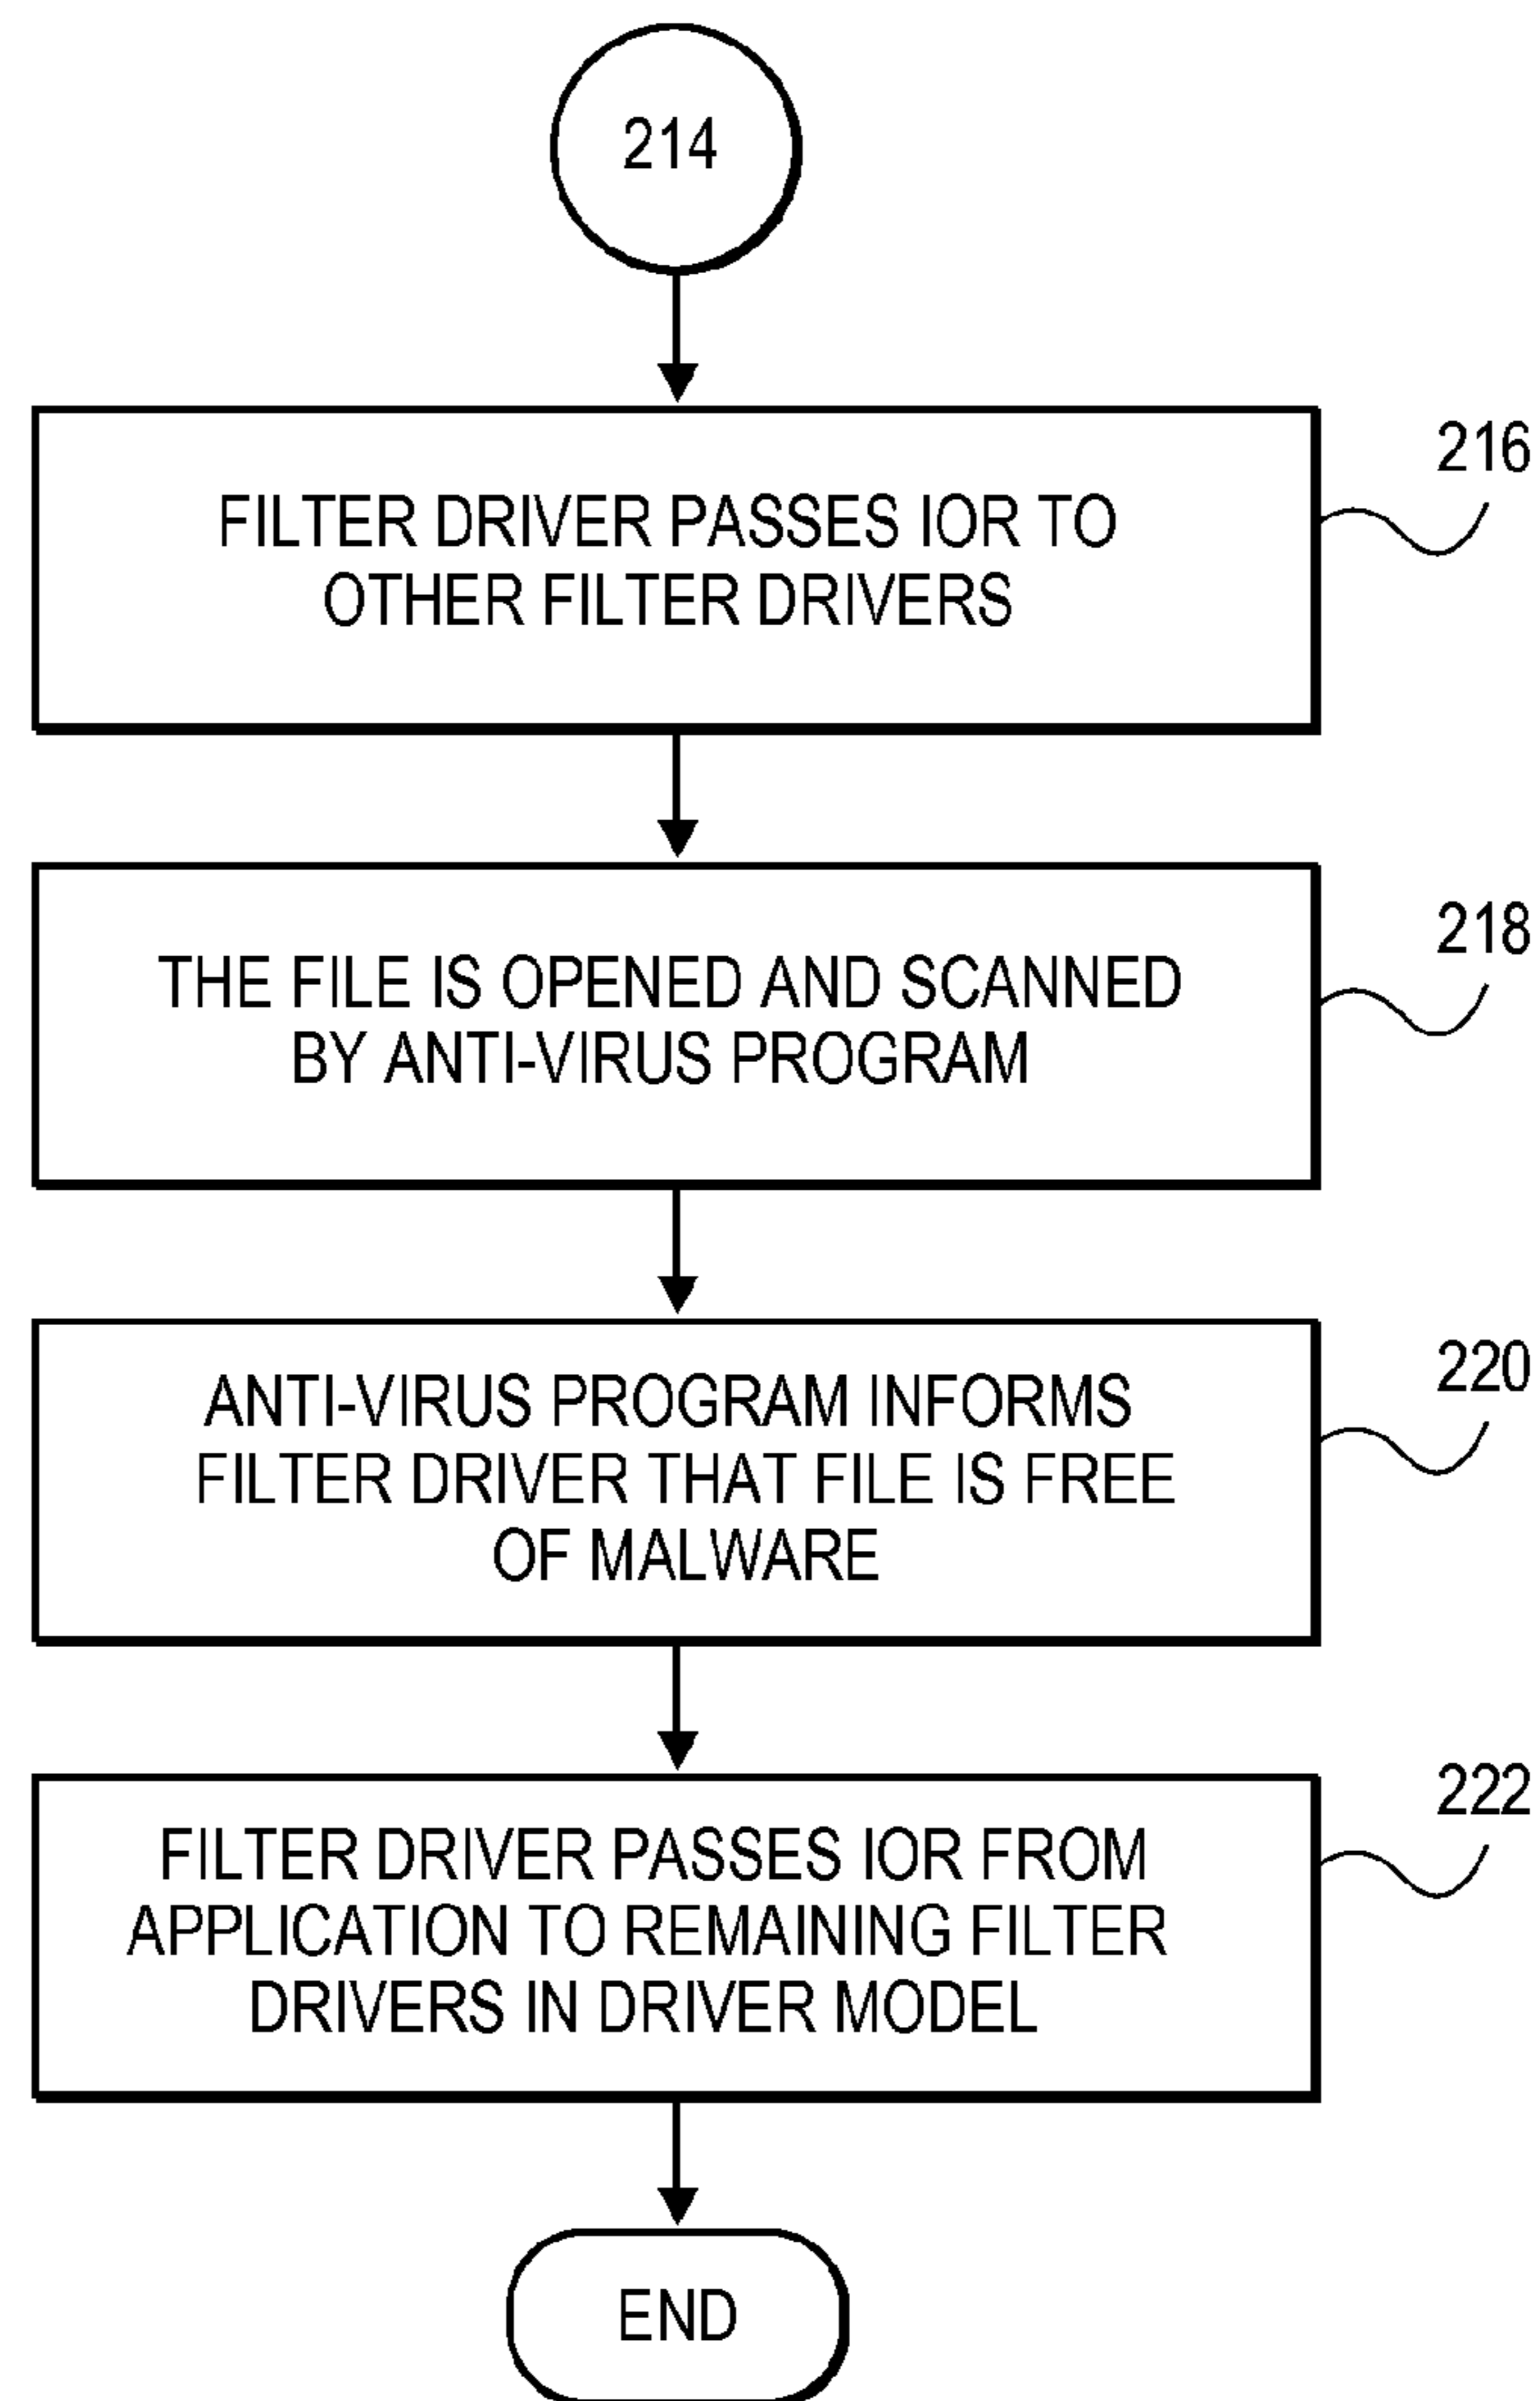 214
FILTER DRIVER PASSES IOR TO
OTHER FILTER DRIVERS
216
THE FILE IS OPENED AND SCANNED
BY ANTI-VIRUS PROGRAM
218
ANTI-VIRUS PROGRAM INFORMS
FILTER DRIVER THAT FILE IS FREE
OF MALWARE
220
FILTER DRIVER PASSES IOR FROM
APPLICATION TO REMAINING FILTER
DRIVERS IN DRIVER MODEL
222
END